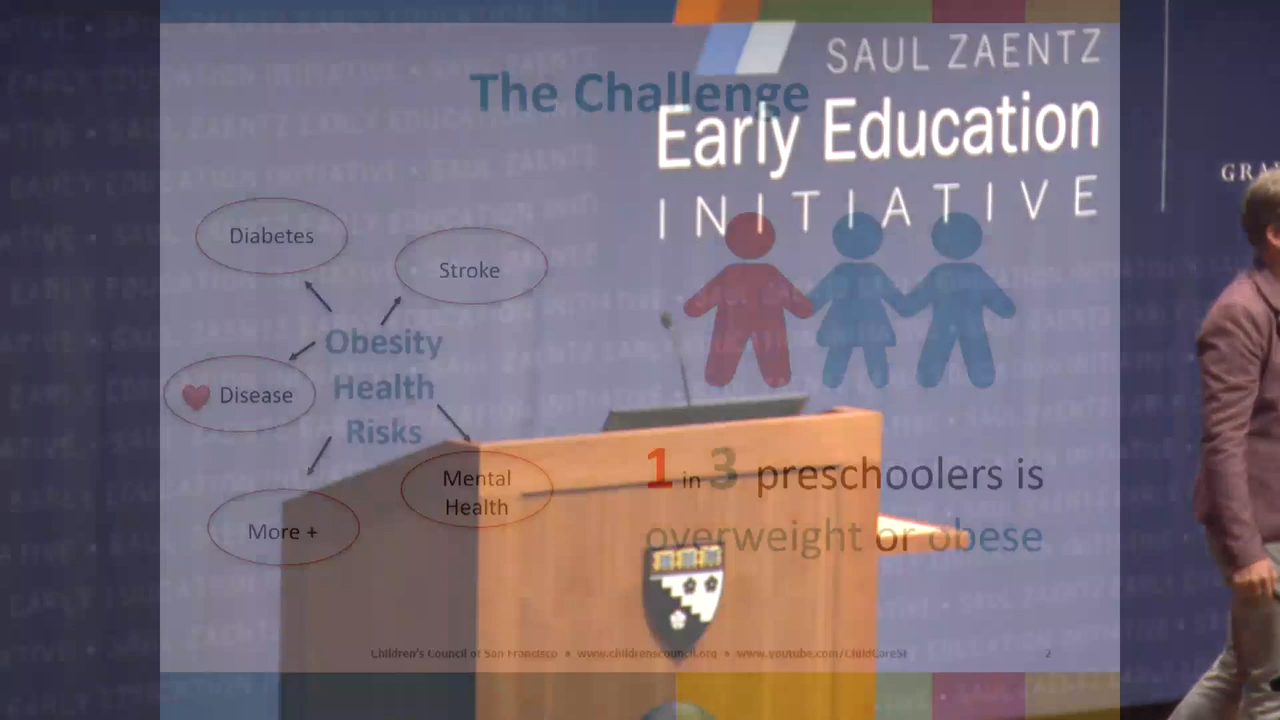 SAUL ZAENTZ
The Challenge
Early Education
INITIATIVE
GRA
Diabetes
Stroke
Obesity
Health
Risks
Disease
Mental
Health
More +
1 in 3 preschoolers is
overweight or obese
Children's Council of San Francisco • www.childrenscouncil.org • www.youtube.com/ChildCareSF
2